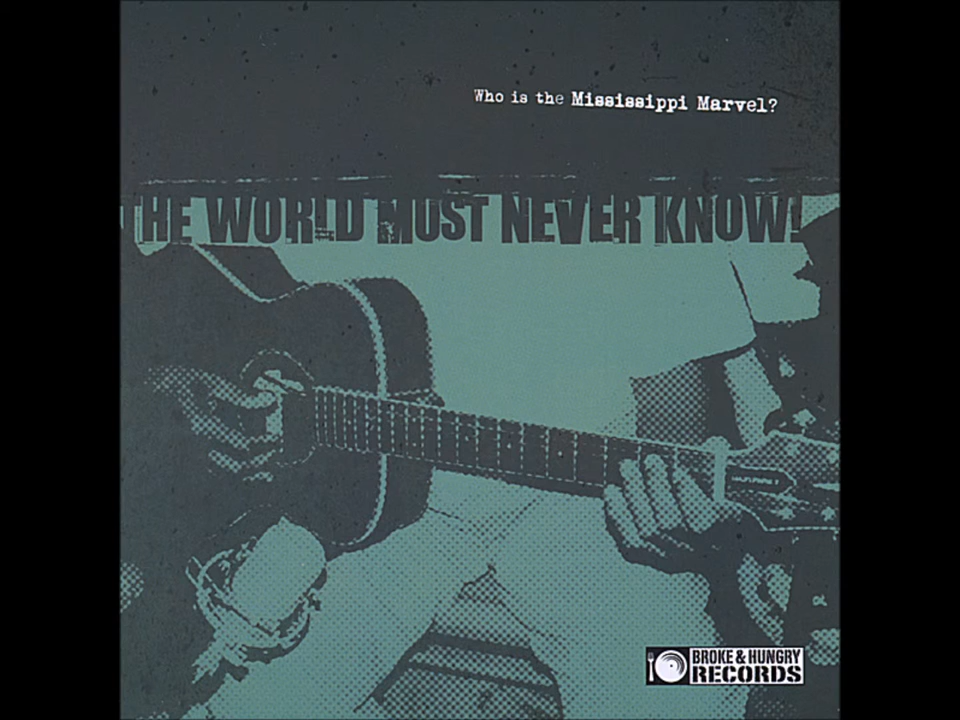 Who is the Mississippi Marvel?
THE WORLD MUST NEVER KNOW!
BROKE & HUNGRY
RECORDS